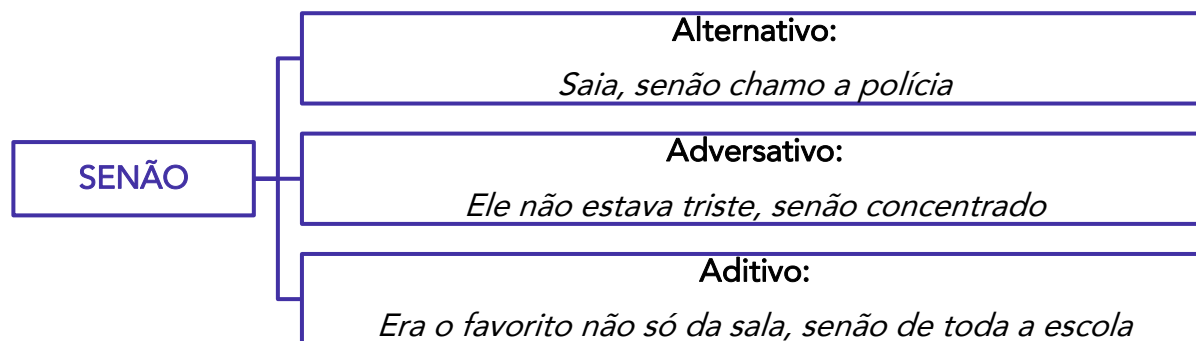 SENÃO
Alternativo:
Saia, senão chamo a polícia
Adversativo:
Ele não estava triste, senão concentrado
Aditivo:
Era o favorito não só da sala, senão de toda a escola